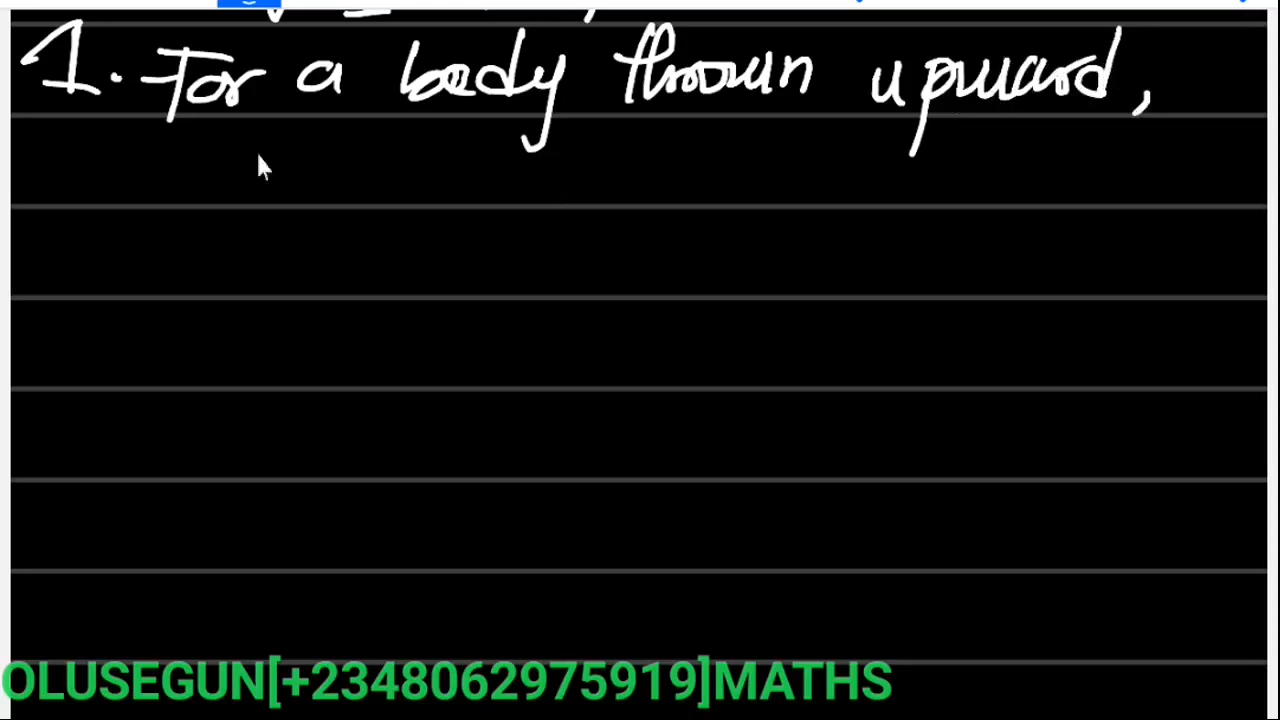 1. For a body thrown upward,
OLUSEGUN[+2348062975919]MATHS